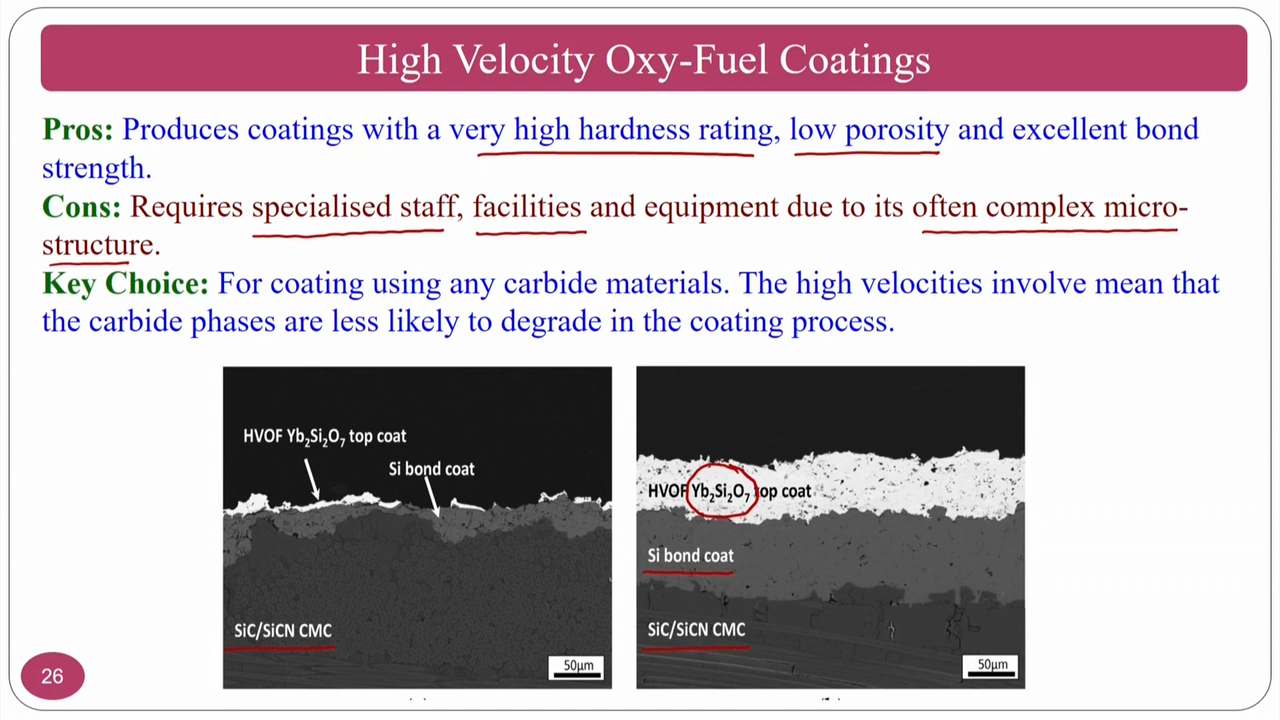 High Velocity Oxy-Fuel Coatings
Pros: Produces coatings with a very high hardness rating, low porosity and excellent bond
strength.
Cons: Requires specialised staff, facilities and equipment due to its often complex micro-
structure.
Key Choice: For coating using any carbide materials. The high velocities involve mean that
the carbide phases are less likely to degrade in the coating process.
HVOF Yb₂Si₂O₇ top coat
Si bond coat
SiC/SiCN CMC
50μm
HVOF Yb₂Si₂O₇ top coat
Si bond coat
SiC/SiCN CMC
50μm
26